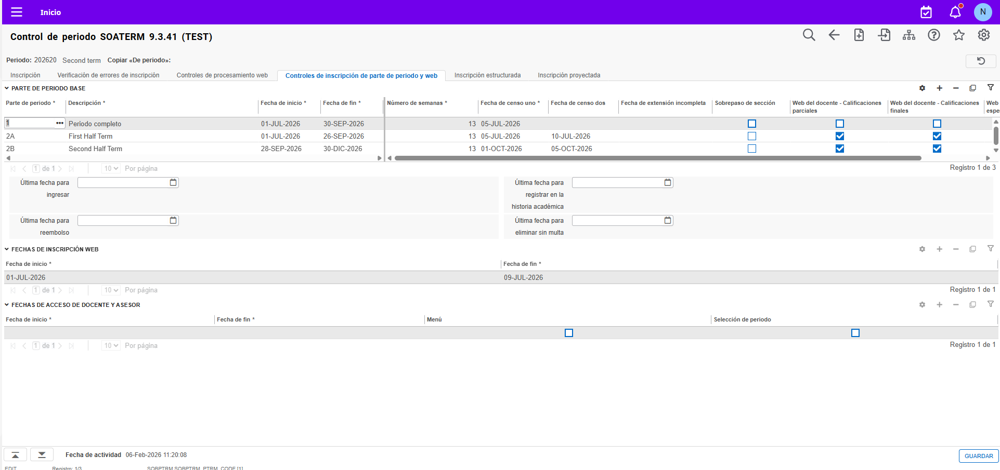 Inicio
N
Control de periodo SOATERM 9.3.41 (TEST)
Periodo: 202620 Second term Copiar «De periodo»:
Inscripción Verificación de errores de inscripción Controles de procesamiento web Controles de inscripción de parte de periodo y web Inscripción estructurada Inscripción proyectada
PARTE DE PERIODO BASE
Parte de periodo * Descripción * Fecha de inicio * Fecha de fin * Número de semanas * Fecha de censo uno * Fecha de censo dos Fecha de extensión incompleta Sobrepaso de sección Web del docente - Calificaciones Web del docente - Calificaciones Web
parciales finales espe
1 ••• Periodo completo 01-JUL-2026 30-SEP-2026 13 05-JUL-2026
2A First Half Term 01-JUL-2026 26-SEP-2026 13 05-JUL-2026 10-JUL-2026
2B Second Half Term 28-SEP-2026 30-DIC-2026 13 01-OCT-2026 05-OCT-2026
1 de 1 10 Por página Registro 1 de 3
Última fecha para Última fecha para
ingresar registrar en la
historia académica
Última fecha para Última fecha para
reembolso eliminar sin multa
FECHAS DE INSCRIPCIÓN WEB
Fecha de inicio * Fecha de fin *
01-JUL-2026 09-JUL-2026
1 de 1 10 Por página Registro 1 de 1
FECHAS DE ACCESO DE DOCENTE Y ASESOR
Fecha de inicio * Fecha de fin * Menú Selección de periodo
1 de 1 10 Por página Registro 1 de 1
Fecha de actividad 06-Feb-2026 11:20:08 GUARDAR
EDIT Registro: 1/3 SOBPTRM.SOBPTRM_PTRM_CODE [1]